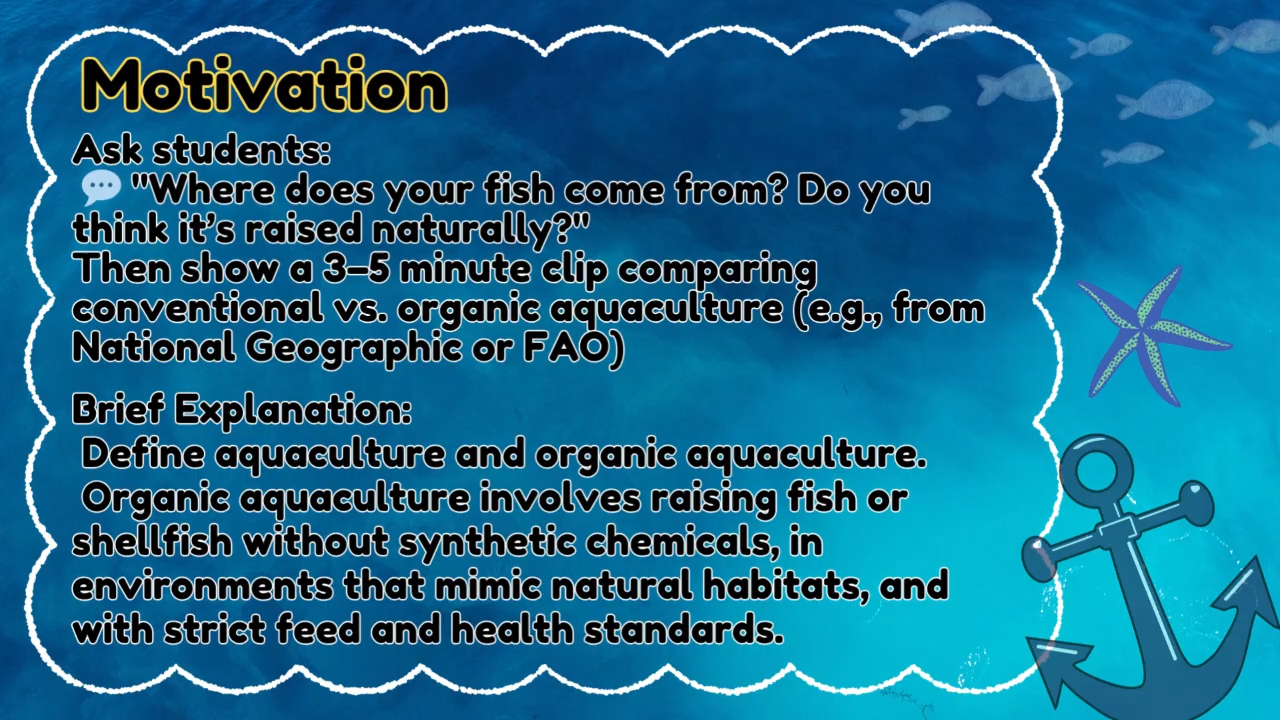 Motivation
Ask students:
💬 "Where does your fish come from? Do you
think it’s raised naturally?"
Then show a 3–5 minute clip comparing
conventional vs. organic aquaculture (e.g., from
National Geographic or FAO)
Brief Explanation:
Define aquaculture and organic aquaculture.
Organic aquaculture involves raising fish or
shellfish without synthetic chemicals, in
environments that mimic natural habitats, and
with strict feed and health standards.